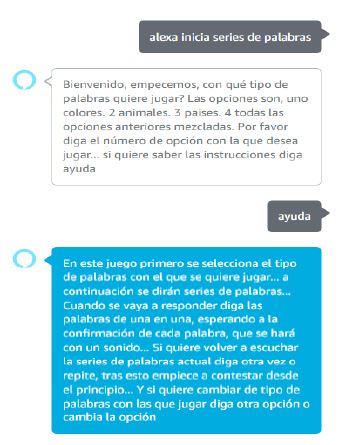 alexa inicia series de palabras
Bienvenido, empecemos, con qué tipo de
palabras quiere jugar? Las opciones son, uno
colores. 2 animales. 3 paises. 4 todas las
opciones anteriores mezcladas. Por favor
diga el número de opción con la que desea
jugar... si quiere saber las instrucciones diga
ayuda
ayuda
En este juego primero se selecciona el tipo
de palabras con el que se quiere jugar... a
continuación se dirán series de palabras...
Cuando se vaya a responder diga las
palabras de una en una, esperando a la
confirmación de cada palabra, que se hará
con un sonido... Si quiere volver a escuchar
la series de palabras actual diga otra vez o
repite, tras esto empiece a contestar desde
el principio... Y si quiere cambiar de tipo de
palabras con las que jugar diga otra opción o
cambia la opción